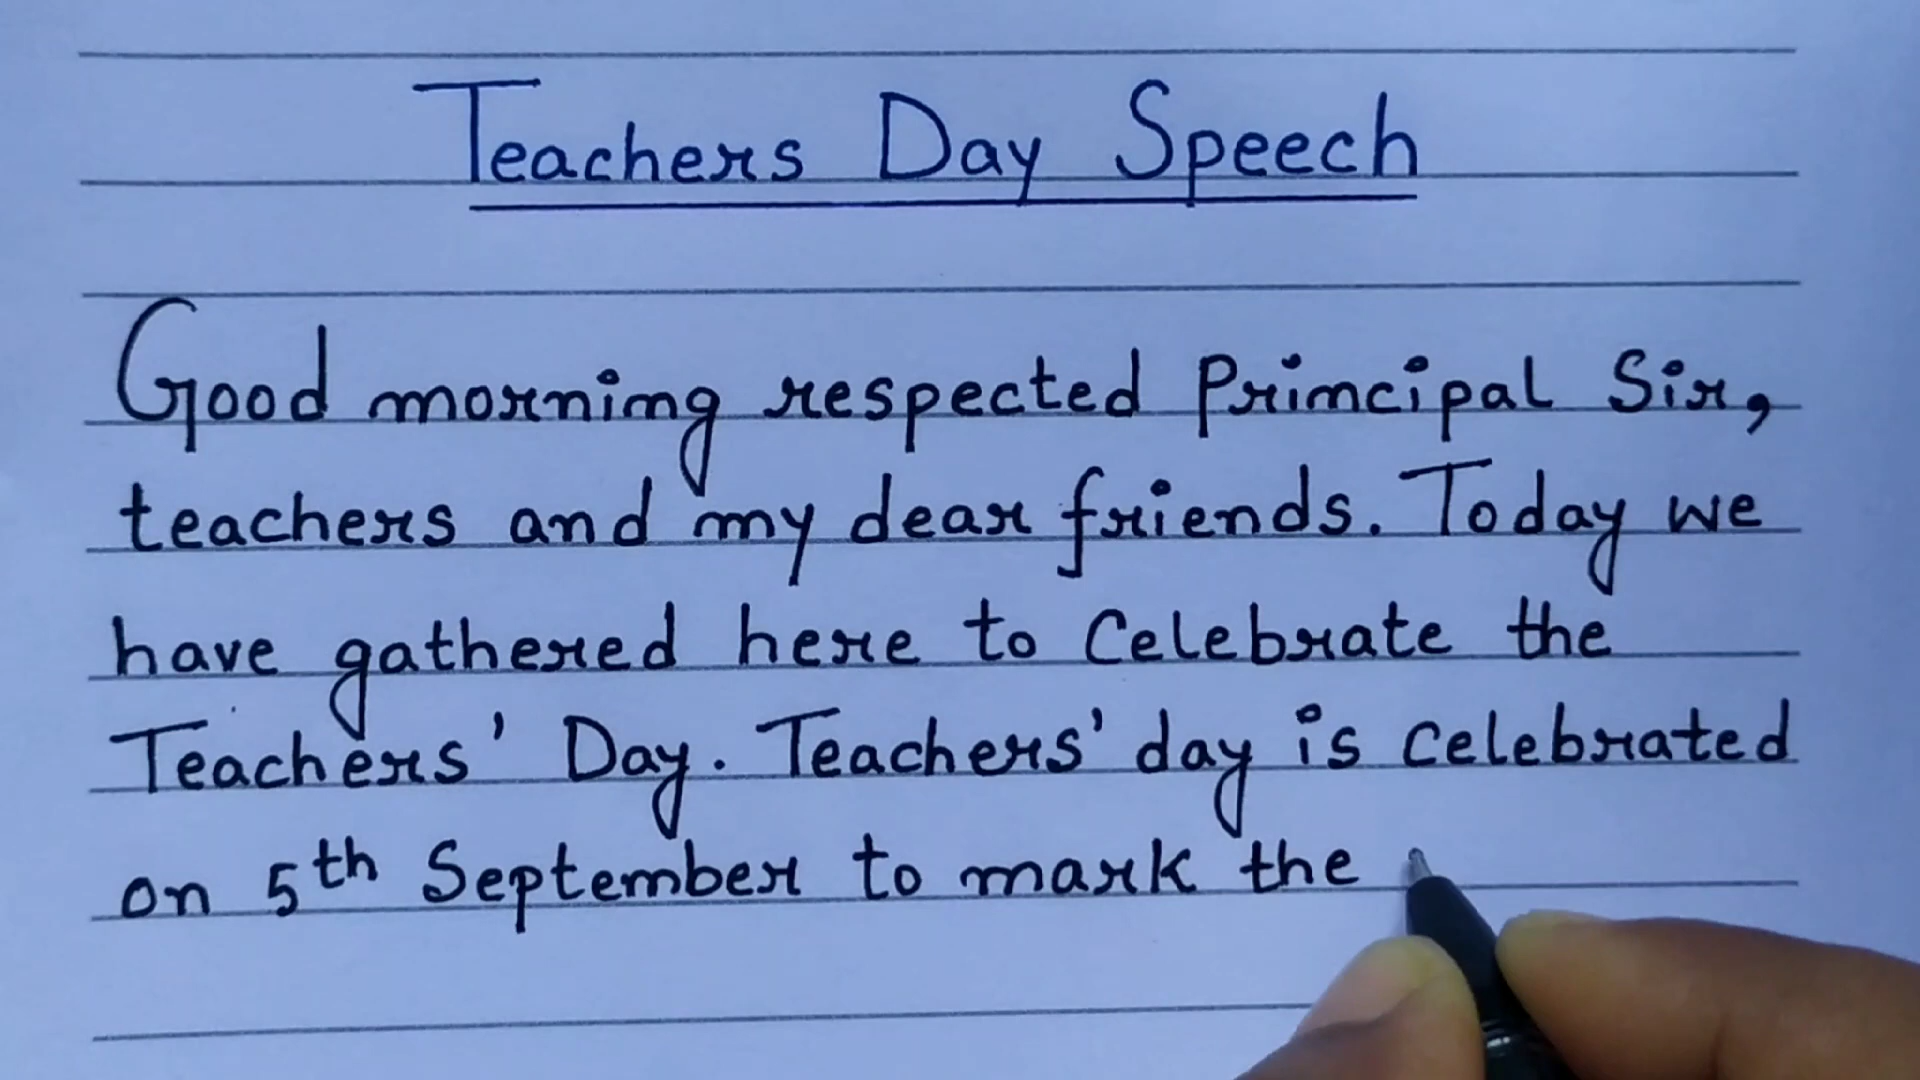 Teachers Day Speech
Good morning respected Principal Sir,
teachers and my dear friends. Today we
have gathered here to Celebrate the
Teachers' Day. Teachers' day is celebrated
on 5th September to mark the